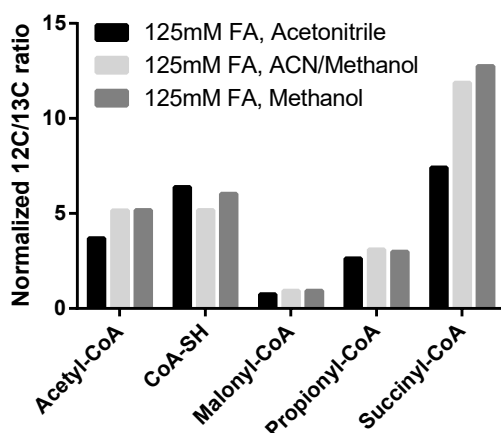 Normalized 12C/13C ratio
15
10
5
0
125mM FA, Acetonitrile
125mM FA, ACN/Methanol
125mM FA, Methanol
Acetyl-CoA
CoA-SH
Malonyl-CoA
Propionyl-CoA
Succinyl-CoA